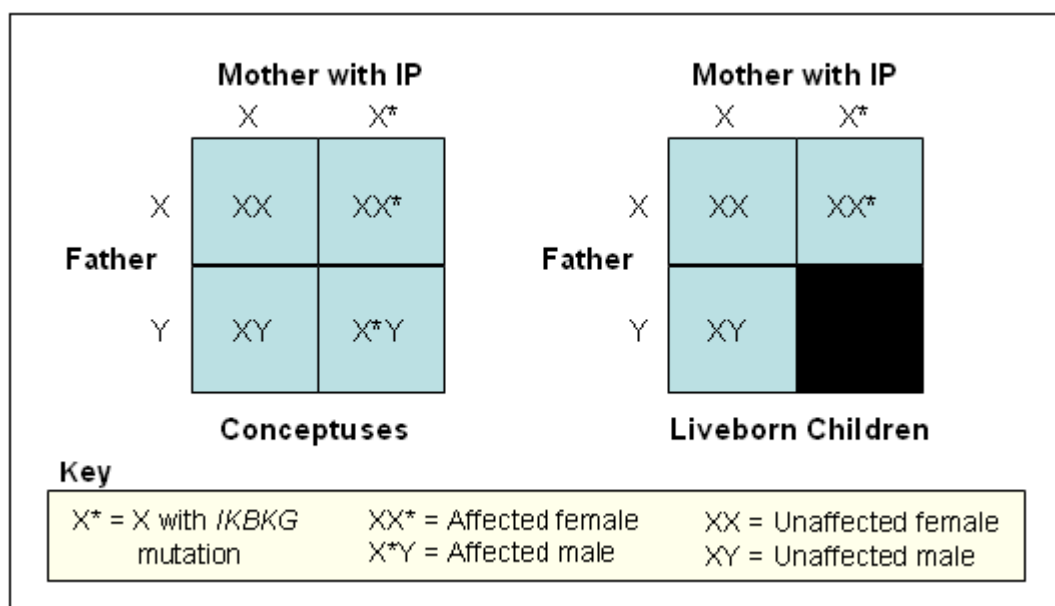 Mother with IP Mother with IP
X X* X X*
X XX XX* X XX XX*
Father Father
Y XY X*Y Y XY
Conceptuses Liveborn Children
Key
X* = X with IKBKG XX* = Affected female XX = Unaffected female
mutation X*Y = Affected male XY = Unaffected male